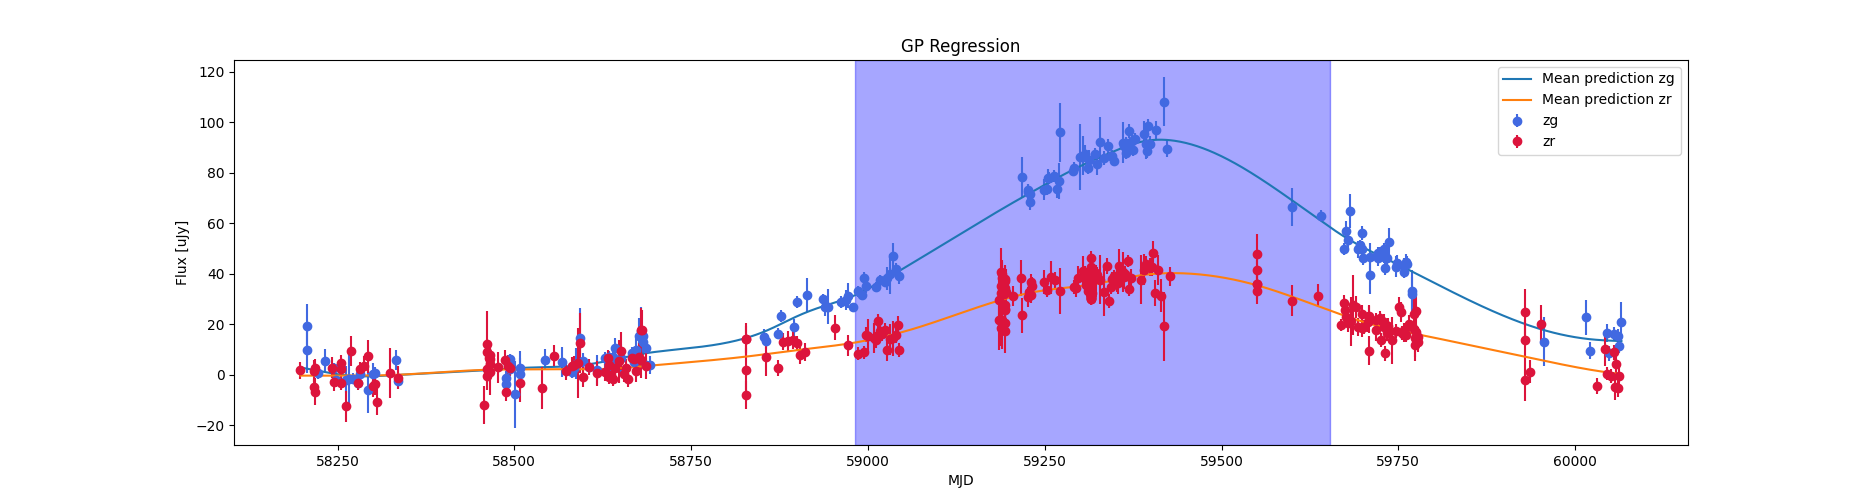 GP Regression
120
100
80
60
40
20
0
−20
Flux [uJy]
58250
58500
58750
59000
59250
59500
59750
60000
MJD
Mean prediction zg
Mean prediction zr
zg
zr